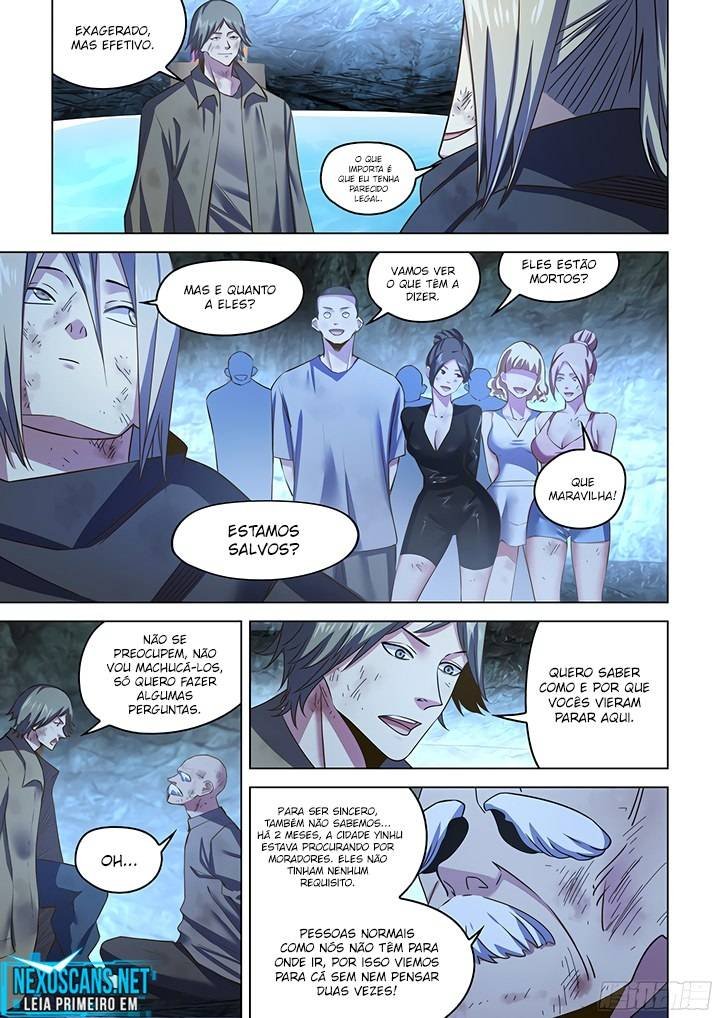 EXAGERADO,
MAS EFETIVO.
O QUE
IMPORTA É
QUE EU TENHA
PARECIDO
LEGAL.
MAS E QUANTO
A ELES?
VAMOS VER
O QUE TÊM A
DIZER.
ELES ESTÃO
MORTOS?
QUE
MARAVILHA!
ESTAMOS
SALVOS?
NÃO SE
PREOCUPEM, NÃO
VOU MACHUCÁ-LOS,
SÓ QUERO FAZER
ALGUMAS
PERGUNTAS.
QUERO SABER
COMO E POR QUE
VOCÊS VIERAM
PARAR AQUI.
OH...
PARA SER SINCERO,
TAMBÉM NÃO SABEMOS...
HÁ 2 MESES, A CIDADE YINHU
ESTAVA PROCURANDO POR
MORADORES. ELES NÃO
TINHAM NENHUM
REQUISITO.
PESSOAS NORMAIS
COMO NÓS NÃO TÊM PARA
ONDE IR, POR ISSO VIEMOS
PARA CÁ SEM NEM PENSAR
DUAS VEZES!
NEXOSCANS.NET
LEIA PRIMEIRO EM